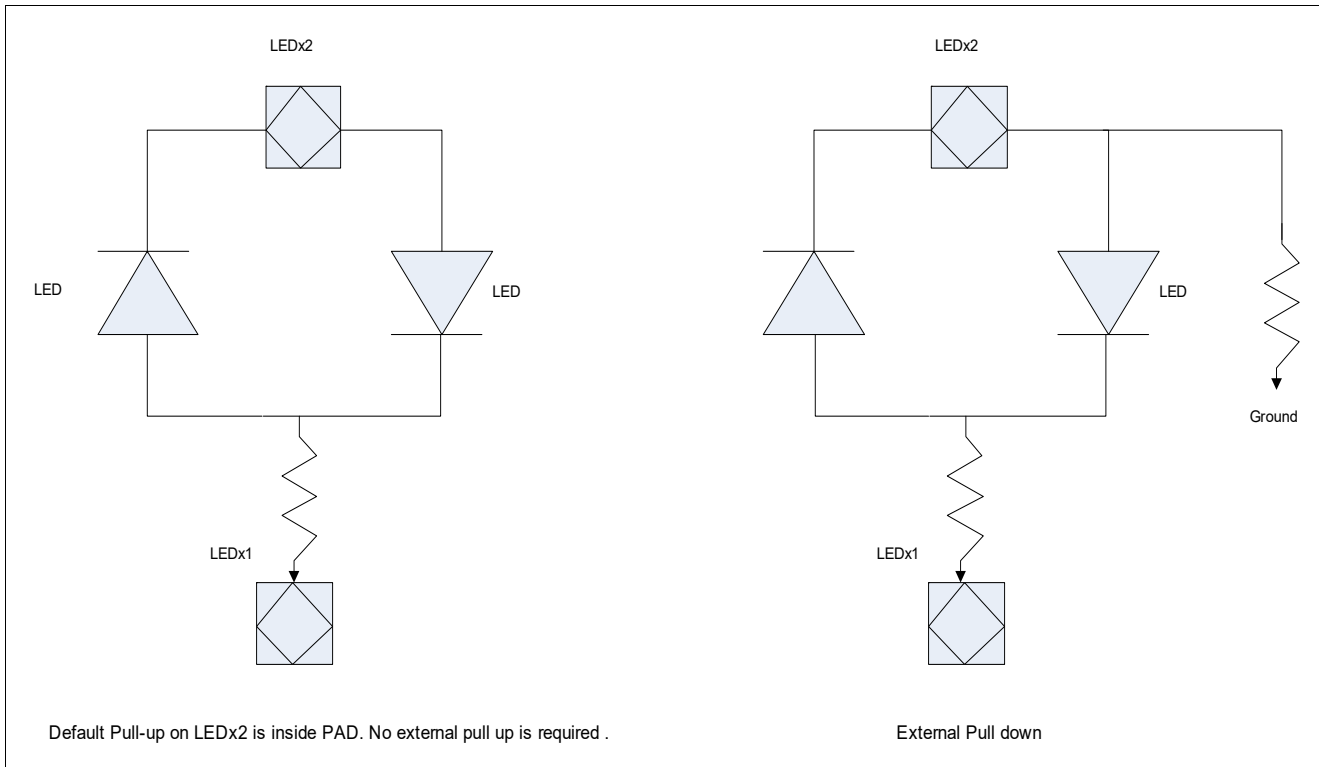 LEDx2
LED
LED
LEDx1
Default Pull-up on LEDx2 is inside PAD. No external pull up is required .
LEDx2
LED
Ground
LEDx1
External Pull down